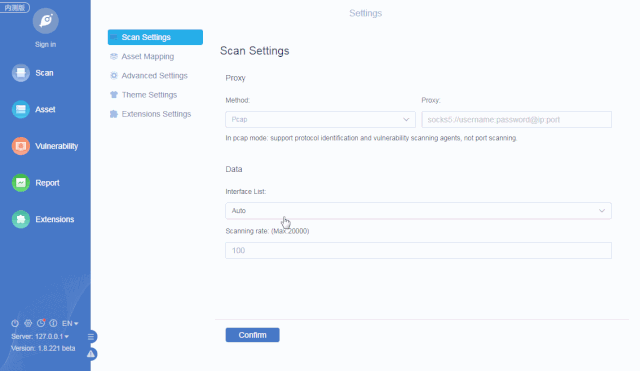 内测版
Settings
Sign in
Scan
Asset
Vulnerability
Report
Extensions
EN
Server: 127.0.0.1
Version: 1.8.221 beta
Scan Settings
Asset Mapping
Advanced Settings
Theme Settings
Extensions Settings
Scan Settings
Proxy
Method: Proxy:
Pcap socks5://username:password@ip:port
In pcap mode: support protocol identification and vulnerability scanning agents, not port scanning.
Data
Interface List:
Auto
Scanning rate: (Max:20000)
100
Confirm